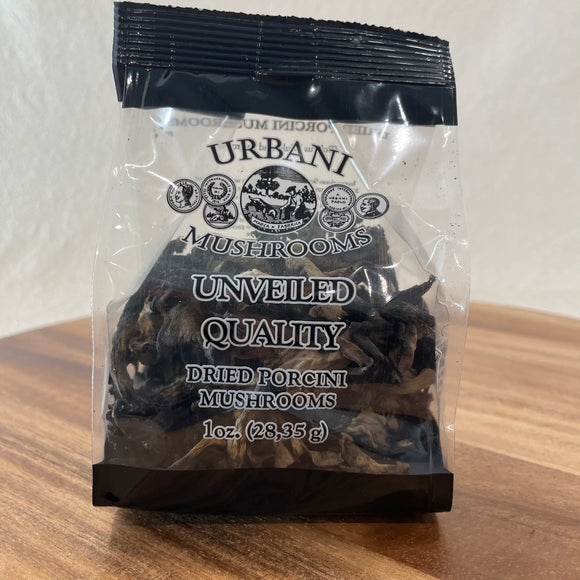 URBANI
MUSHROOMS
UNVEILED
QUALITY
DRIED PORCINI
MUSHROOMS
1oz. (28,35 g)